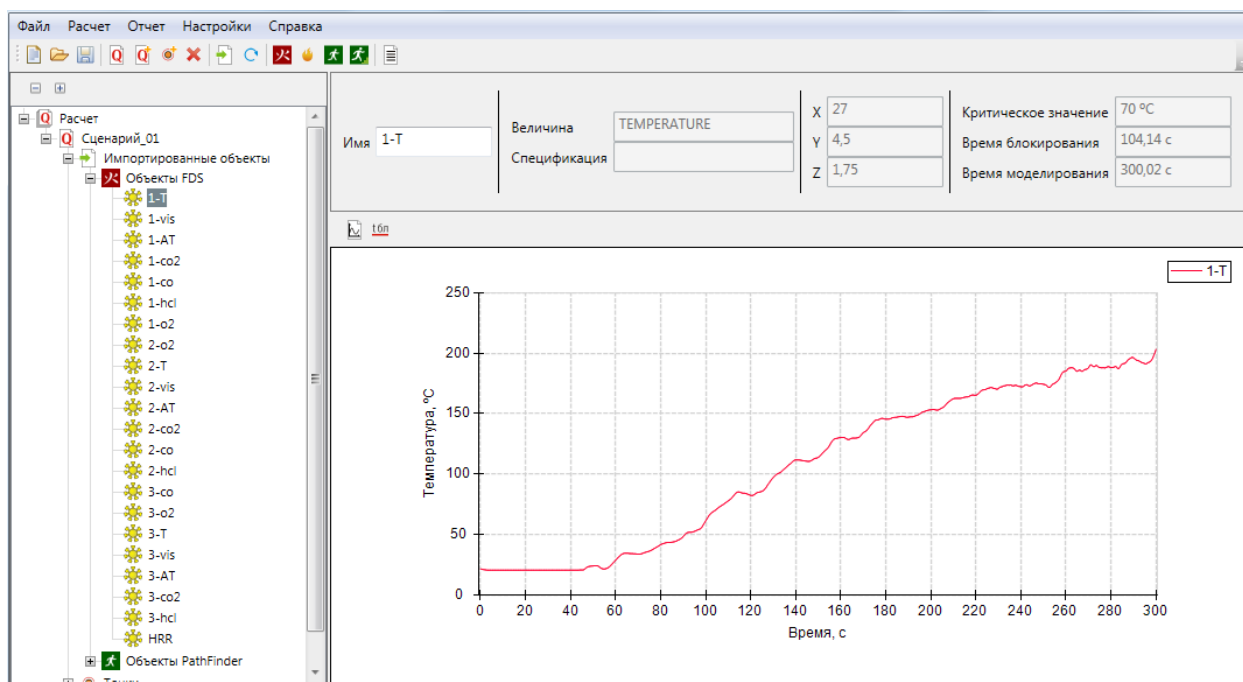 Файл Расчет Отчет Настройки Справка
Расчет
Сценарий_01
Импортированные объекты
Объекты FDS
1-T
1-vis
1-AT
1-co2
1-co
1-hcl
1-o2
2-o2
2-T
2-vis
2-AT
2-co2
2-co
2-hcl
3-co
3-o2
3-T
3-vis
3-AT
3-co2
3-hcl
HRR
Объекты PathFinder
Имя 1-T
Величина TEMPERATURE
Спецификация
X 27
Y 4,5
Z 1,75
Критическое значение 70 ºC
Время блокирования 104,14 с
Время моделирования 300,02 с
tбл
1-T
Температура, ºC
250
200
150
100
50
0
0 20 40 60 80 100 120 140 160 180 200 220 240 260 280 300
Время, с